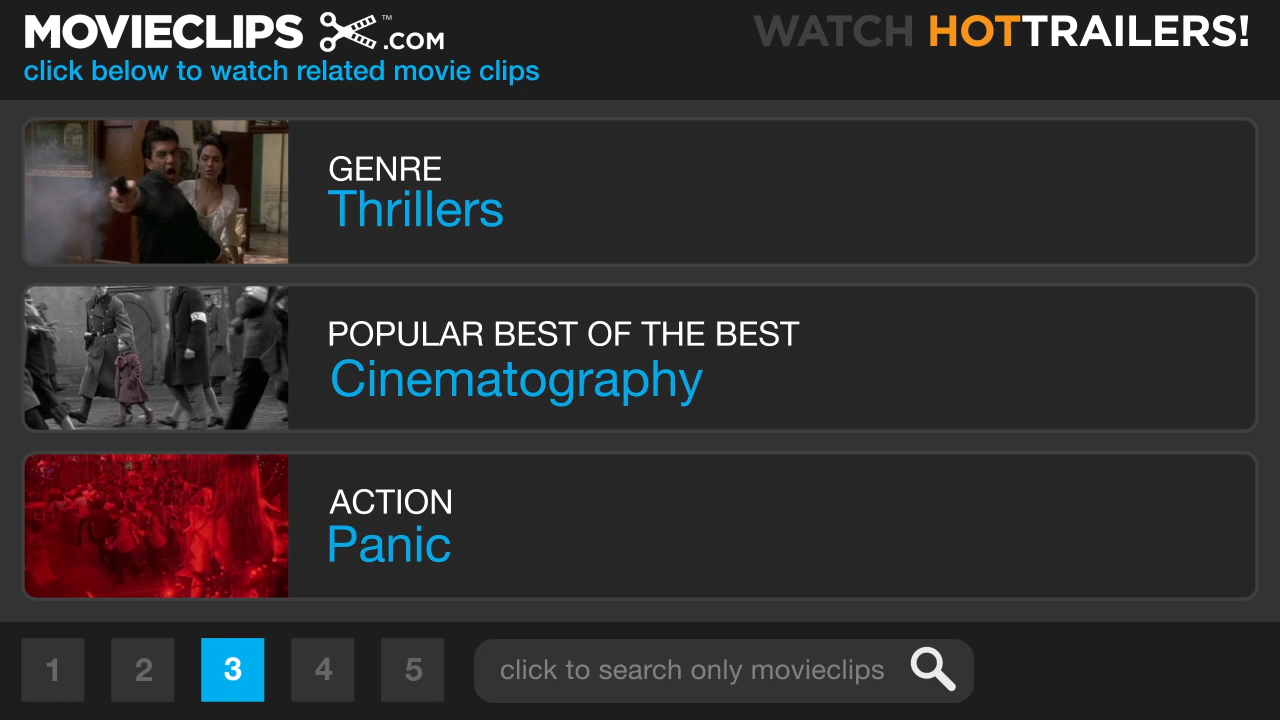 MOVIECLIPS ™ .COM
WATCH HOTTRAILERS!
click below to watch related movie clips
GENRE
Thrillers
POPULAR BEST OF THE BEST
Cinematography
ACTION
Panic
1 2 3 4 5 click to search only movieclips